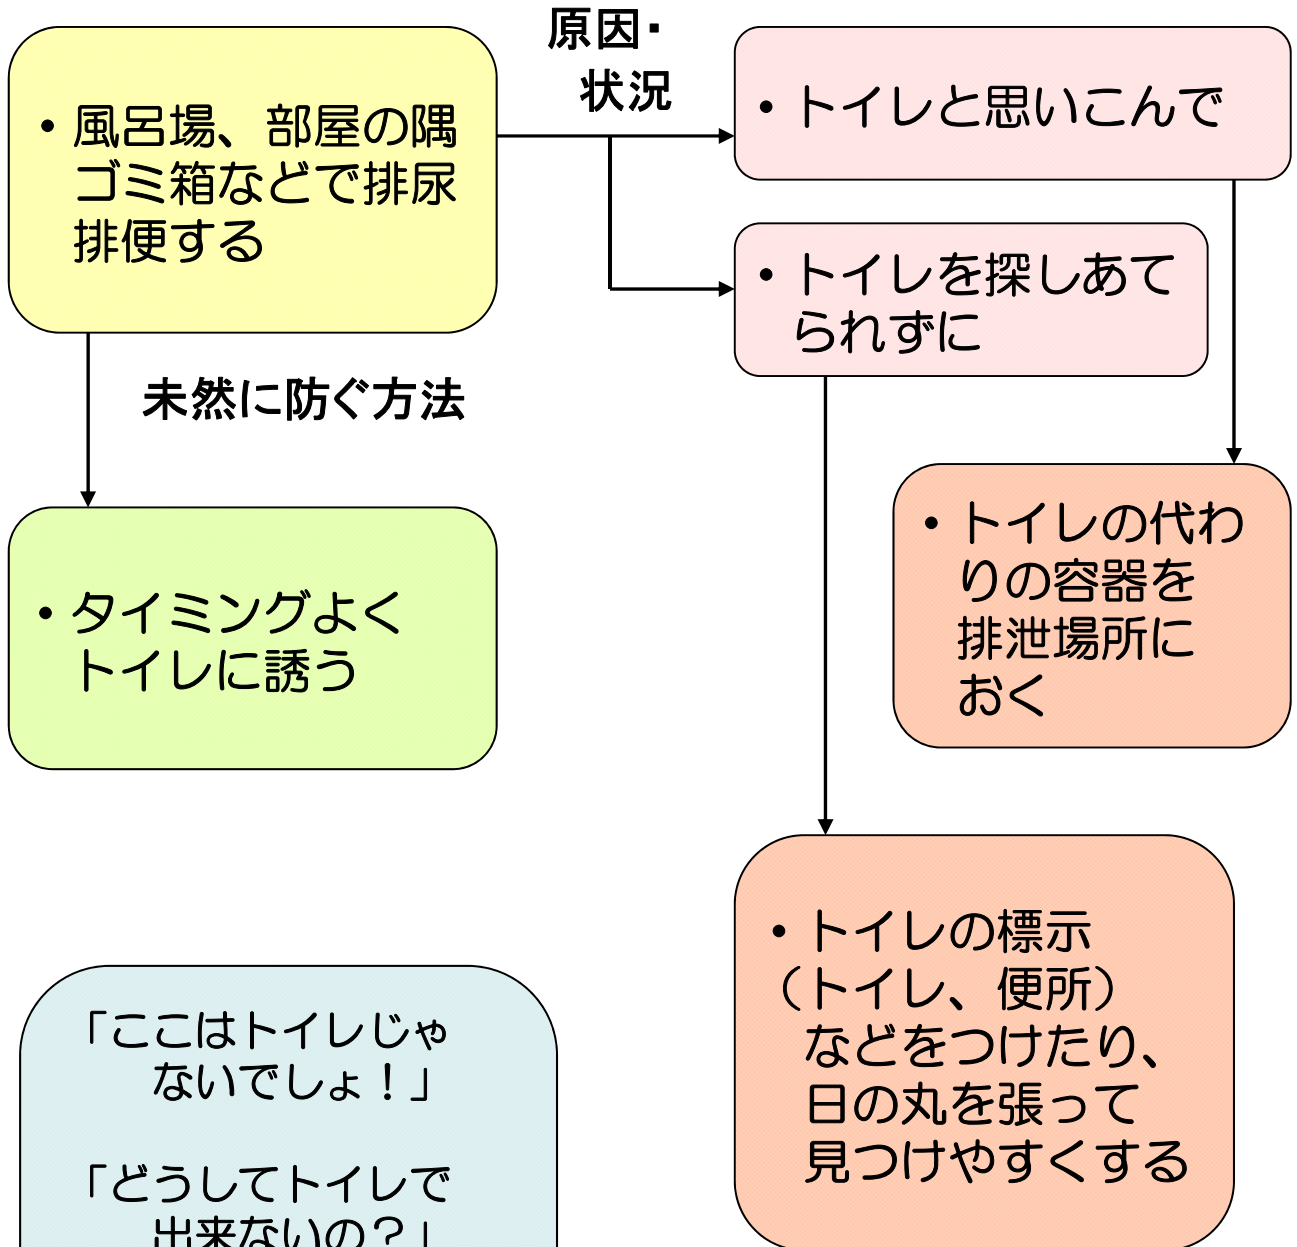 ・風呂場、部屋の隅
ゴミ箱などで排尿
排便する
原因・
状況
・トイレと思いこんで
・トイレを探しあて
られずに
未然に防ぐ方法
・タイミングよく
トイレに誘う
・トイレの代わ
りの容器を
排泄場所に
おく
・トイレの標示
（トイレ、便所）
などをつけたり、
日の丸を張って
見つけやすくする
「ここはトイレじゃ
ないでしょ！」
「どうしてトイレで
出来ないの？」